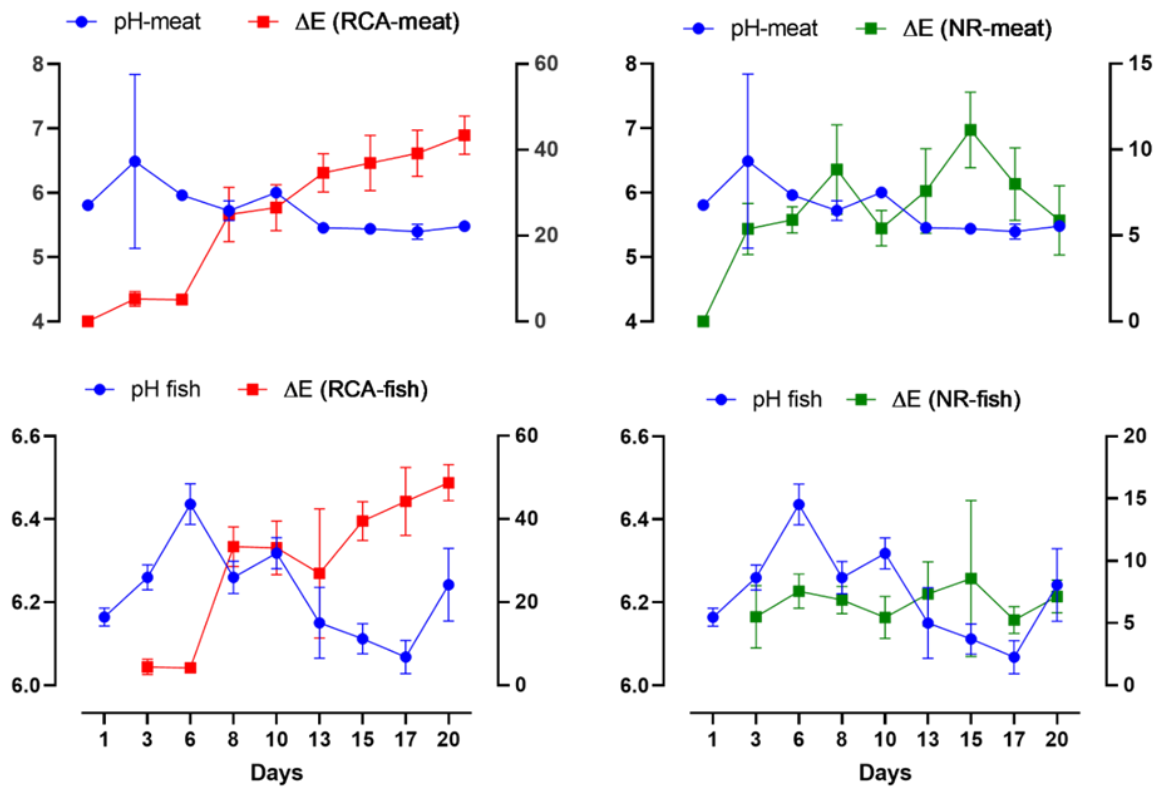 pH-meat ΔE (RCA-meat)
8 7 6 5 4
60 40 20 0
pH-meat ΔE (NR-meat)
8 7 6 5 4
15 10 5 0
pH fish ΔE (RCA-fish)
6.6 6.4 6.2 6.0
60 40 20 0
1 3 6 8 10 13 15 17 20
Days
pH fish ΔE (NR-fish)
6.6 6.4 6.2 6.0
20 15 10 5 0
1 3 6 8 10 13 15 17 20
Days